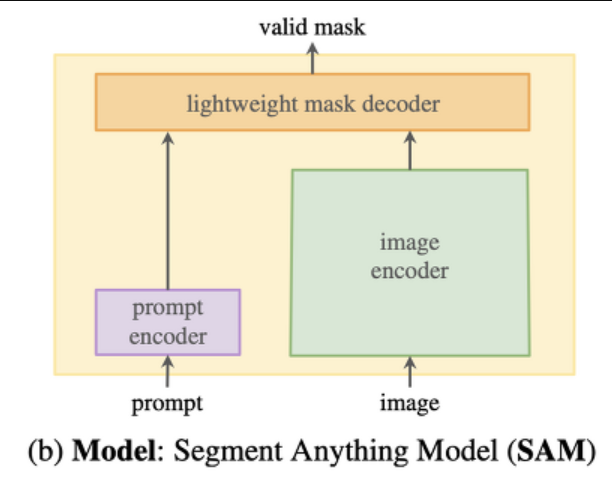 valid mask
lightweight mask decoder
image
encoder
prompt
encoder
prompt
image
(b) Model: Segment Anything Model (SAM)